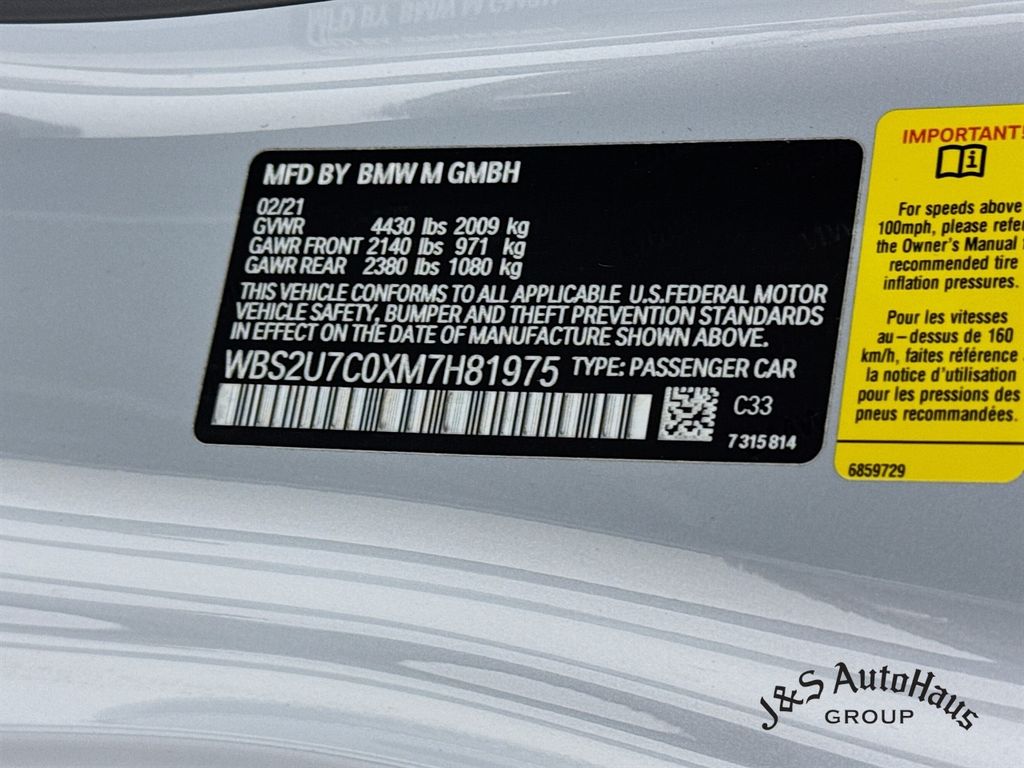 MFD BY BMW M GMBH
02/21
GVWR 4430 lbs 2009 kg
GAWR FRONT 2140 lbs 971 kg
GAWR REAR 2380 lbs 1080 kg
THIS VEHICLE CONFORMS TO ALL APPLICABLE U.S.FEDERAL MOTOR
VEHICLE SAFETY, BUMPER AND THEFT PREVENTION STANDARDS
IN EFFECT ON THE DATE OF MANUFACTURE SHOWN ABOVE.
WBS2U7C0XM7H81975 TYPE: PASSENGER CAR
C33
7315814
IMPORTANT!
For speeds above
100mph, please refer
the Owner's Manual
recommended tire
inflation pressures.
Pour les vitesses
au-dessus de 160
km/h, faites référence
la notice d'utilisation
pour les pressions des
pneus recommandées.
6859729
J&S AutoHaus
GROUP